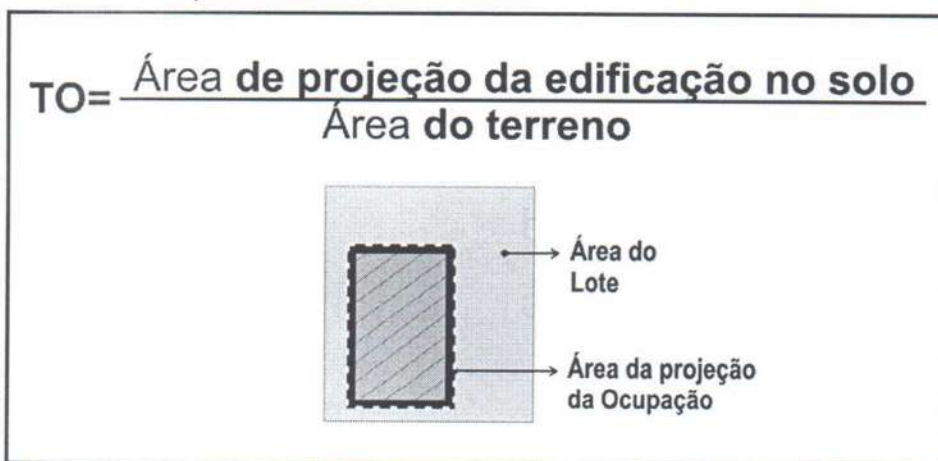 TO= Área de projeção da edificação no solo
Área do terreno
Área do
Lote
Área da projeção
da Ocupação